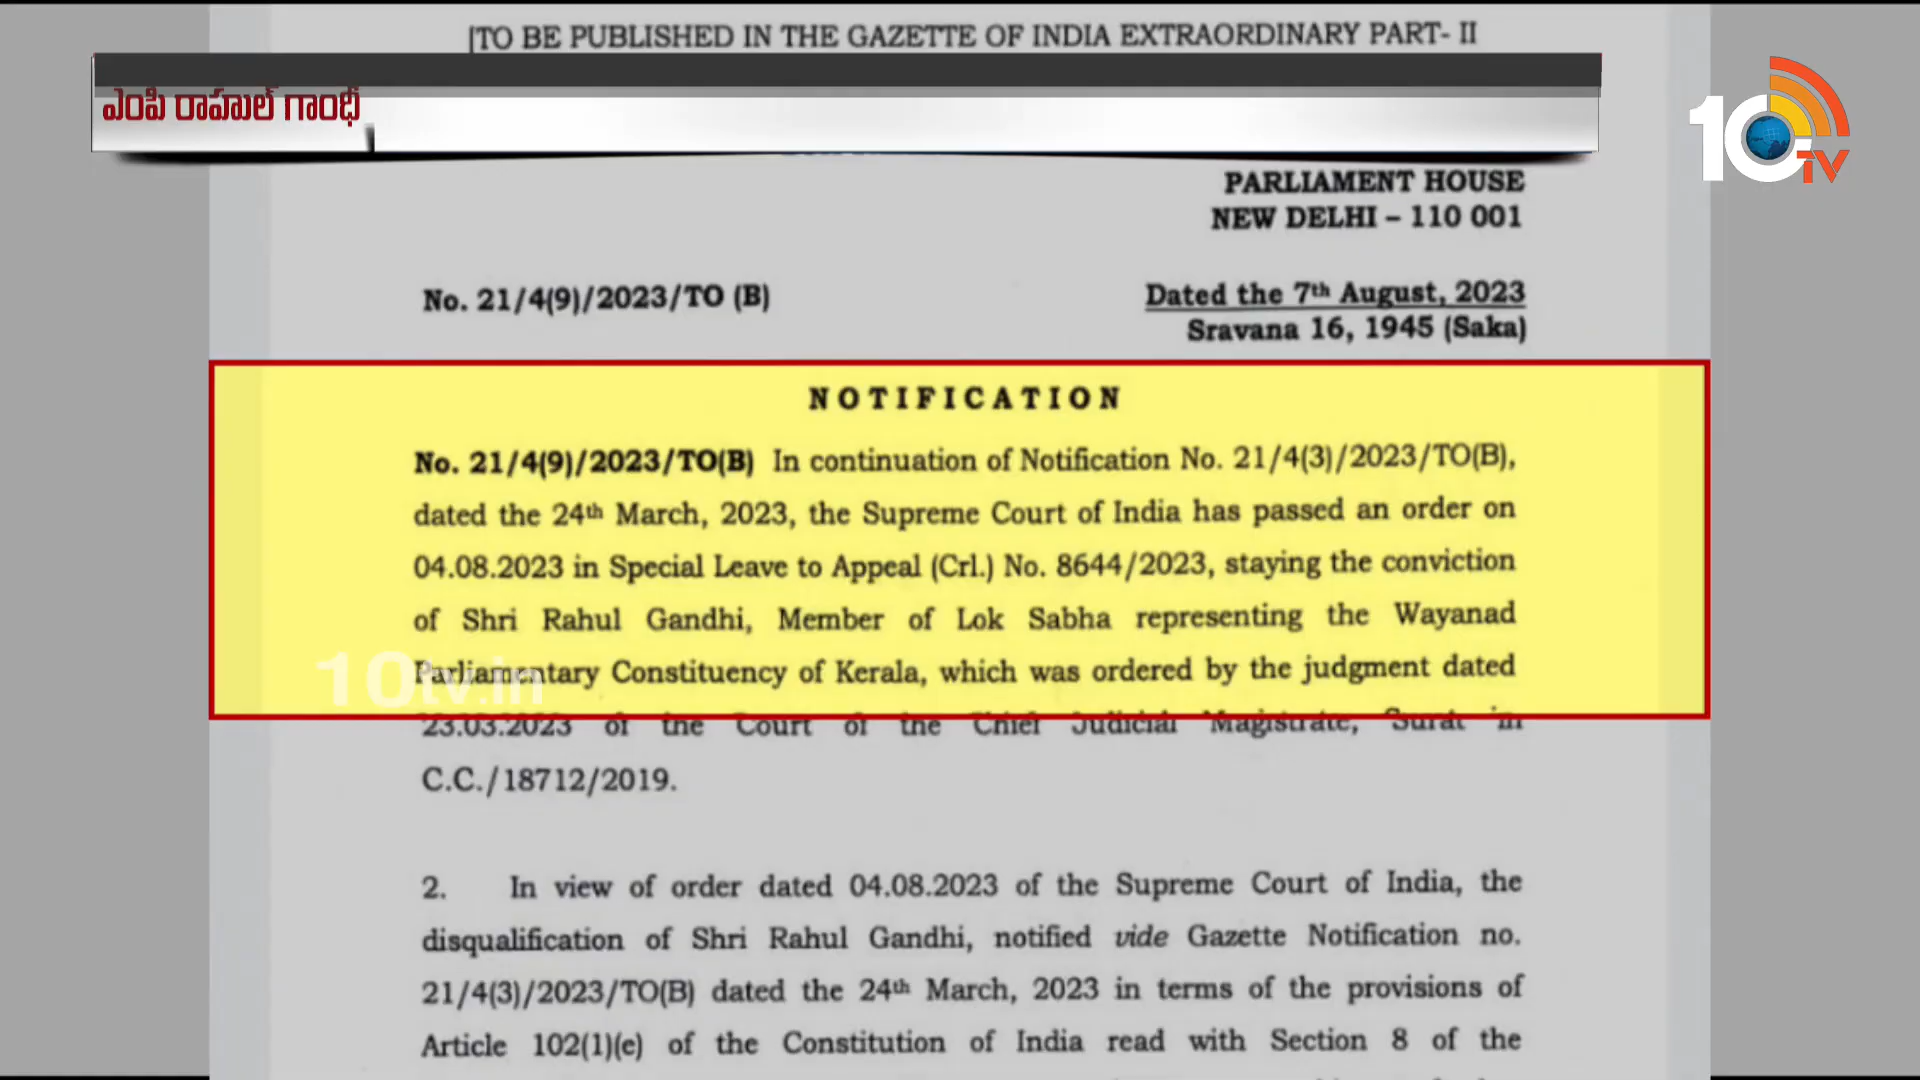 [TO BE PUBLISHED IN THE GAZETTE OF INDIA EXTRAORDINARY PART- II
ఎంపి రాహుల్ గాంధీ
10TV
PARLIAMENT HOUSE
NEW DELHI – 110 001
No. 21/4(9)/2023/TO (B)
Dated the 7th August, 2023
Sravana 16, 1945 (Saka)
NOTIFICATION
No. 21/4(9)/2023/TO(B) In continuation of Notification No. 21/4(3)/2023/TO(B),
dated the 24th March, 2023, the Supreme Court of India has passed an order on
04.08.2023 in Special Leave to Appeal (Crl.) No. 8644/2023, staying the conviction
of Shri Rahul Gandhi, Member of Lok Sabha representing the Wayanad
Parliamentary Constituency of Kerala, which was ordered by the judgment dated
10tv.in
23.03.2023 of the Court of the Chief Judicial Magistrate, Surat in
C.C./18712/2019.
2. In view of order dated 04.08.2023 of the Supreme Court of India, the
disqualification of Shri Rahul Gandhi, notified vide Gazette Notification no.
21/4(3)/2023/TO(B) dated the 24th March, 2023 in terms of the provisions of
Article 102(1)(e) of the Constitution of India read with Section 8 of the